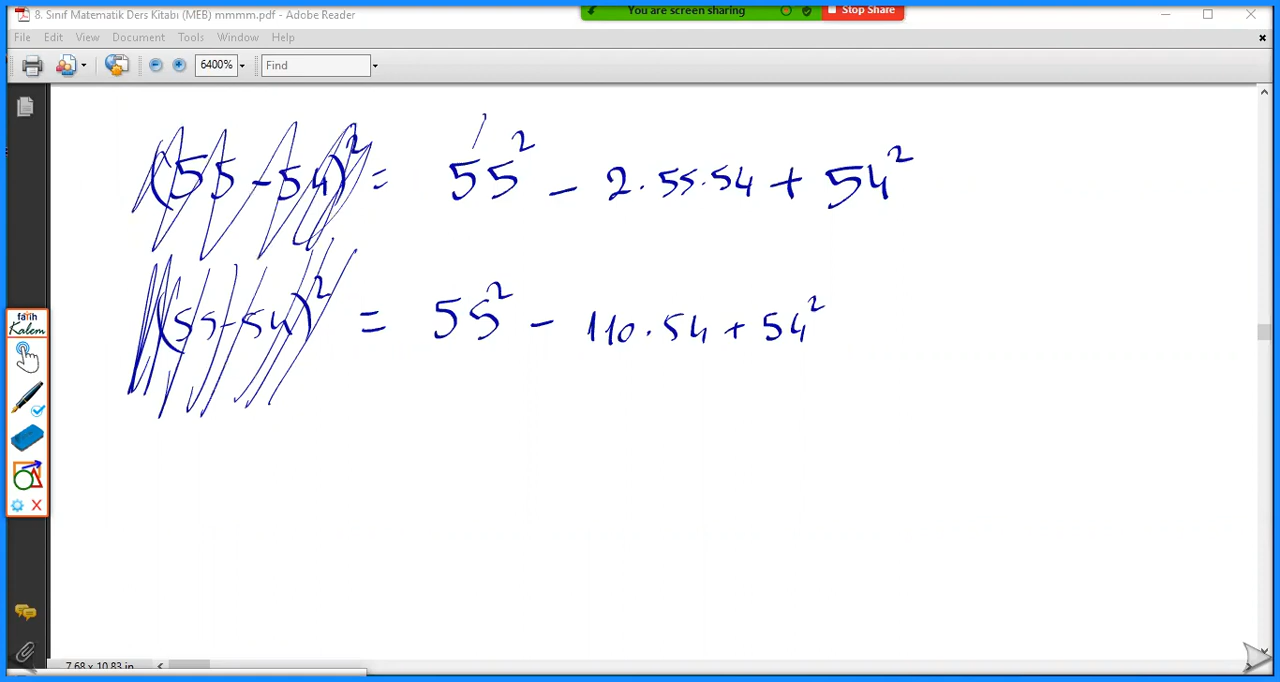 8. Sınıf Matematik Ders Kitabı (MEB) mmmm.pdf - Adobe Reader
You are screen sharing
Stop Share
File Edit View Document Tools Window Help
6400%
Find
(55 - 54)² = 55² - 2.55.54 + 54²
(55-54)² = 55² - 110.54 + 54²
fatih
Kalem
7.68 x 10.83 in